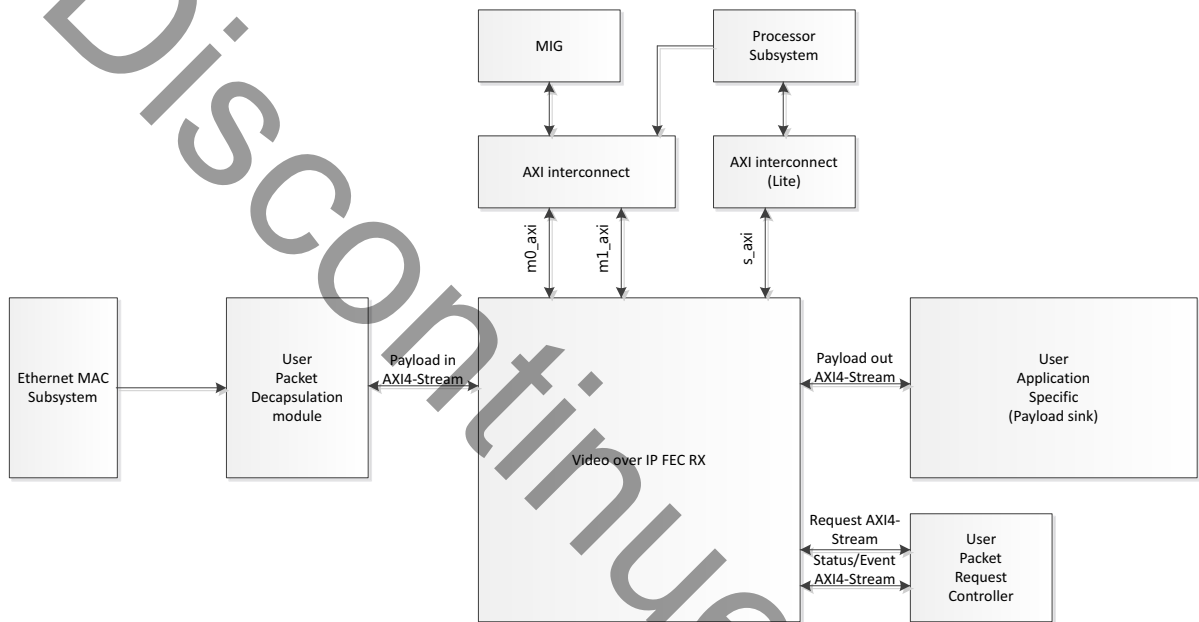 MIG
Processor
Subsystem
AXI interconnect
AXI interconnect
(Lite)
m0_axi
m1_axi
s_axi
Ethernet MAC
Subsystem
User
Packet
Decapsulation
module
Payload in
AXI4-Stream
Video over IP FEC RX
Payload out
AXI4-Stream
User
Application
Specific
(Payload sink)
Request AXI4-
Stream
Status/Event
AXI4-Stream
User
Packet
Request
Controller
Discontinue